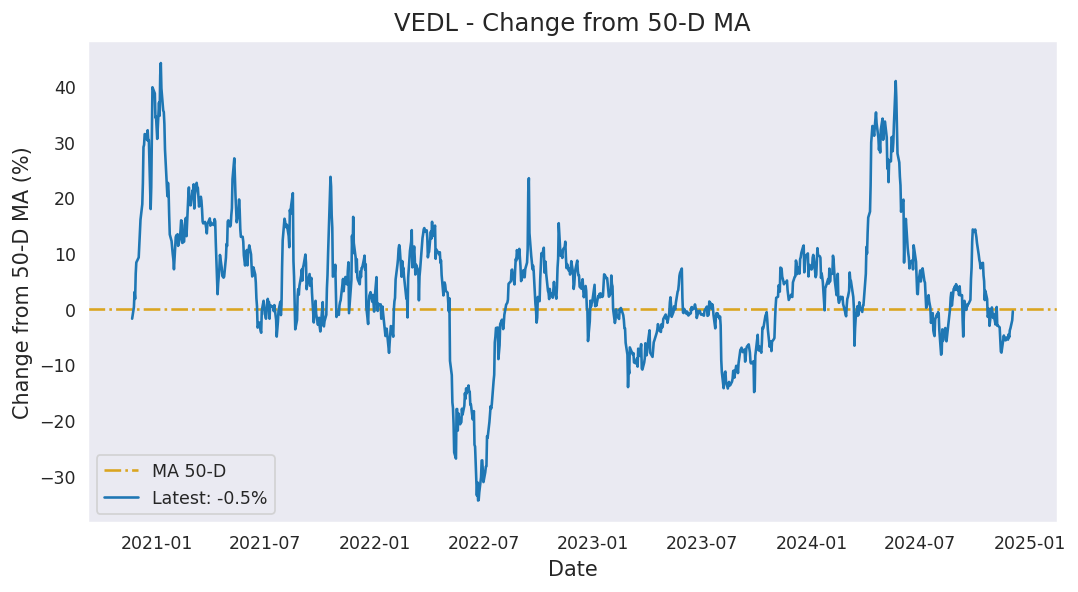 VEDL - Change from 50-D MA
Change from 50-D MA (%)
40
30
20
10
0
−10
−20
−30
MA 50-D
Latest: -0.5%
2021-01 2021-07 2022-01 2022-07 2023-01 2023-07 2024-01 2024-07 2025-01
Date